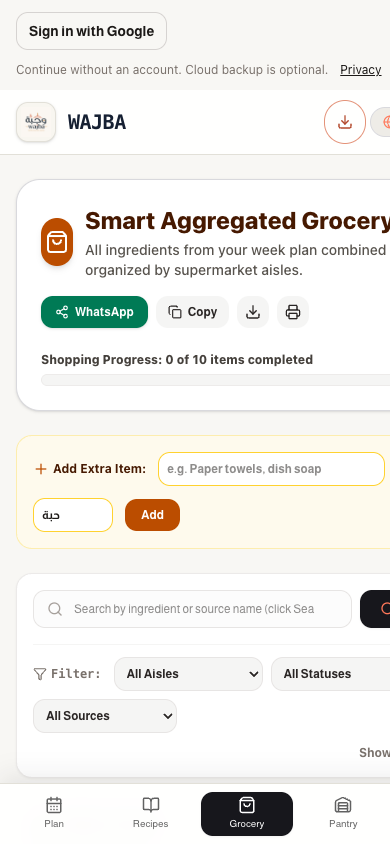 Sign in with Google
Continue without an account. Cloud backup is optional. Privacy
وجبة
wajba
WAJBA
Smart Aggregated Grocery
All ingredients from your week plan combined
organized by supermarket aisles.
WhatsApp
Copy
Shopping Progress: 0 of 10 items completed
Add Extra Item:
e.g. Paper towels, dish soap
حبة
Add
Search by ingredient or source name (click Sea
Filter:
All Aisles
All Statuses
All Sources
Show
Plan
Recipes
Grocery
Pantry